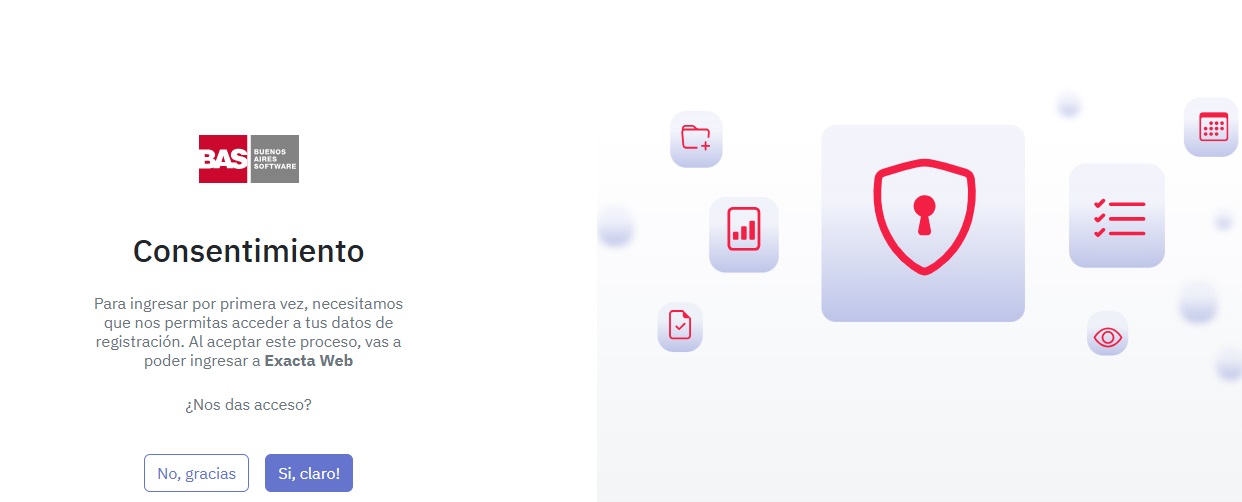 BAS
BUENOS
AIRES
SOFTWARE
Consentimiento
Para ingresar por primera vez, necesitamos
que nos permitas acceder a tus datos de
registración. Al aceptar este proceso, vas a
poder ingresar a Exacta Web
¿Nos das acceso?
No, gracias
Si, claro!